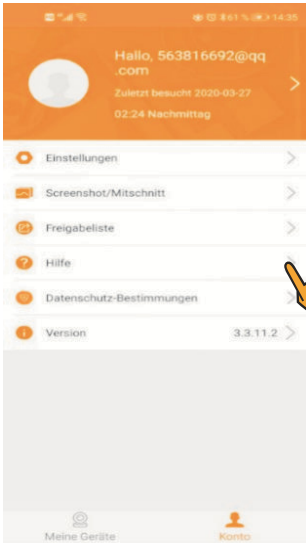 61 % 14:35
Hallo, 563816692@qq
.com
Zuletzt besucht 2020-03-27
02:24 Nachmittag
Einstellungen
Screenshot/Mitschnitt
Freigabeliste
Hilfe
Datenschutz-Bestimmungen
Version 3.3.11.2
Meine Geräte Konto